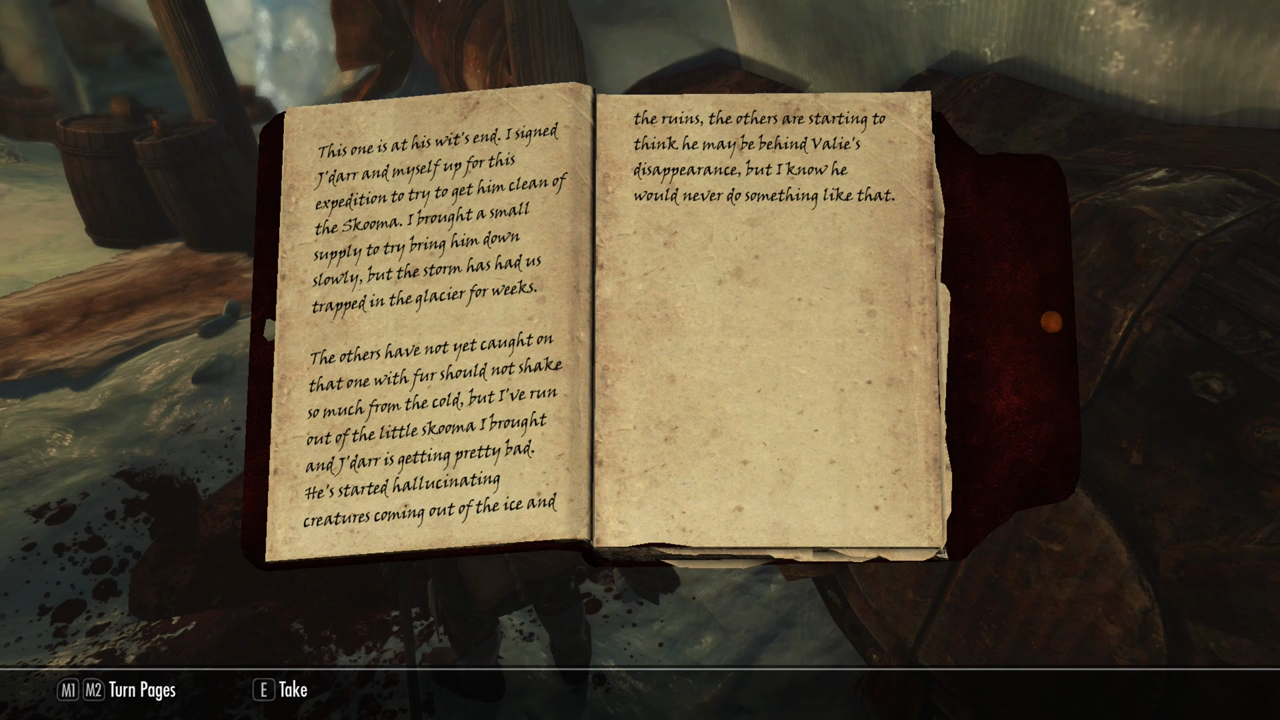 This one is at his wit's end. I signed
J'darr and myself up for this
expedition to try to get him clean of
the Skooma. I brought a small
supply to try bring him down
slowly, but the storm has had us
trapped in the glacier for weeks.
The others have not yet caught on
that one with fur should not shake
so much from the cold, but I've run
out of the little skooma I brought
and J'darr is getting pretty bad.
He's started hallucinating
creatures coming out of the ice and
the ruins, the others are starting to
think he may be behind Valie's
disappearance, but I know he
would never do something like that.
M1 M2 Turn Pages
E Take